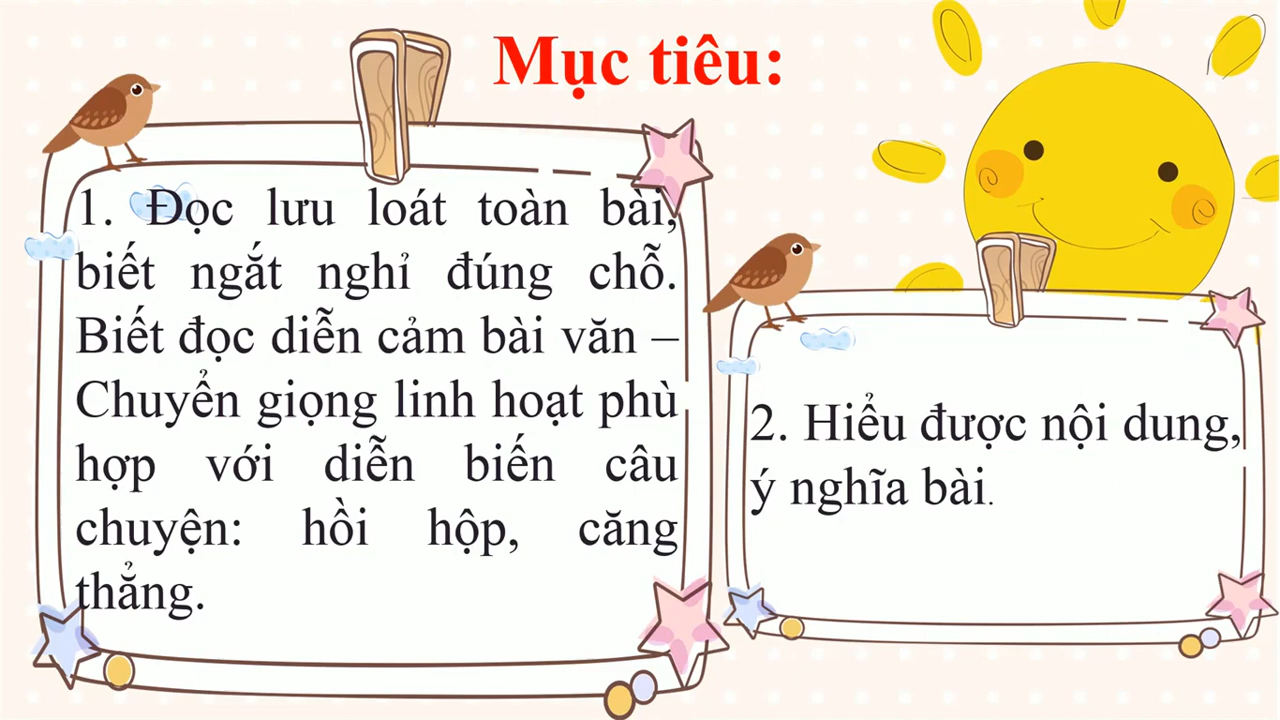 Mục tiêu:
1. Đọc lưu loát toàn bài,
biết ngắt nghỉ đúng chỗ.
Biết đọc diễn cảm bài văn –
Chuyển giọng linh hoạt phù
hợp với diễn biến câu
chuyện: hồi hộp, căng
thẳng.
2. Hiểu được nội dung,
ý nghĩa bài.